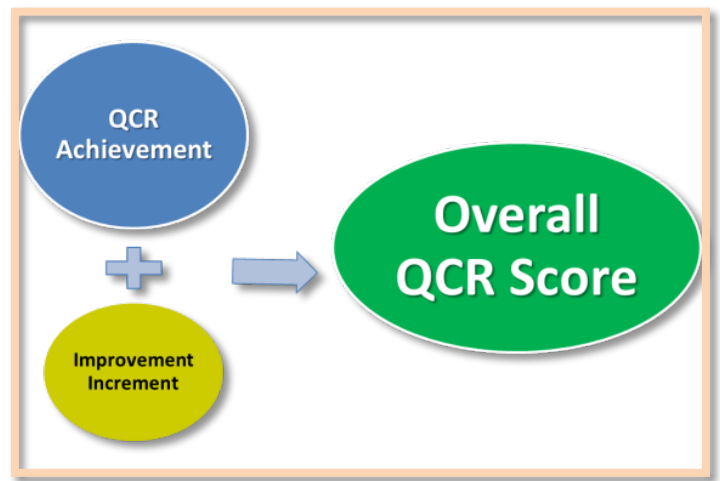 QCR
Achievement
Improvement
Increment
Overall
QCR Score